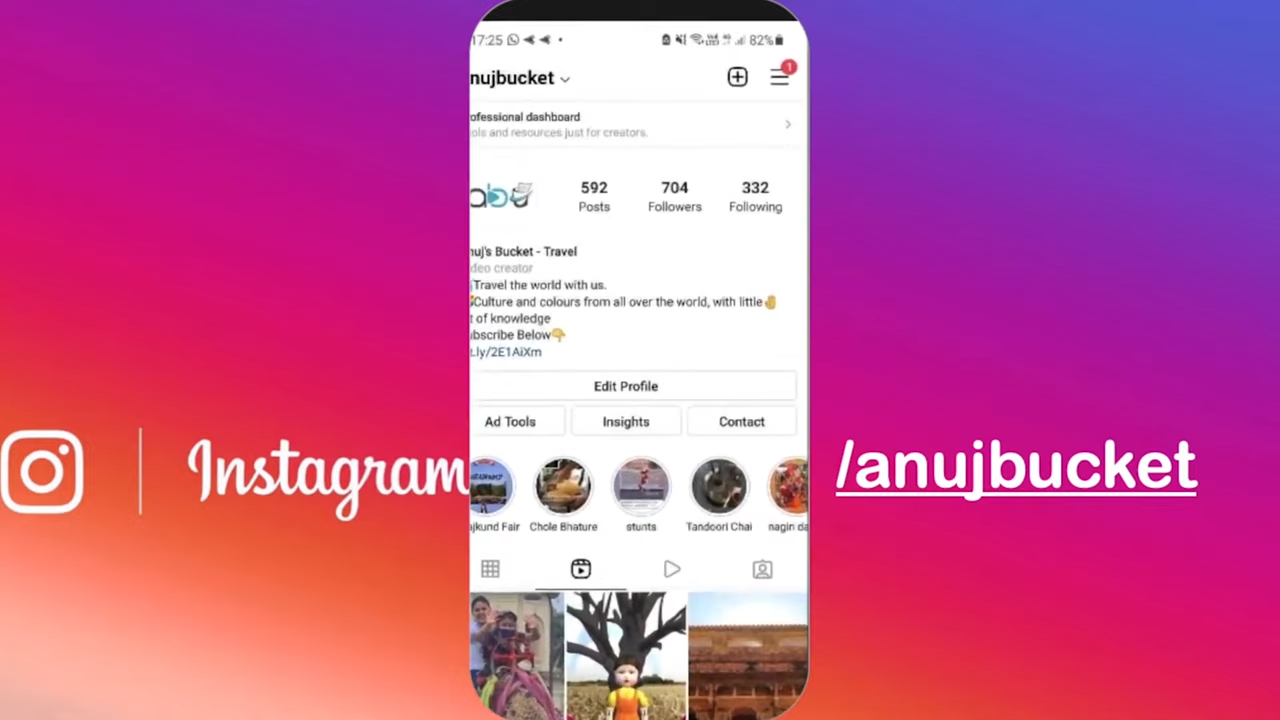 17:25
82%
nujbucket
1
ofessional dashboard
ols and resources just for creators.
592 704 332
Posts Followers Following
nuj's Bucket - Travel
deo creator
Travel the world with us.
Culture and colours from all over the world, with little
t of knowledge
bscribe Below
t.ly/2E1AiXm
Edit Profile
Ad Tools Insights Contact
Instagram
/anujbucket
jkund Fair Chole Bhature stunts Tandoori Chai nagin da